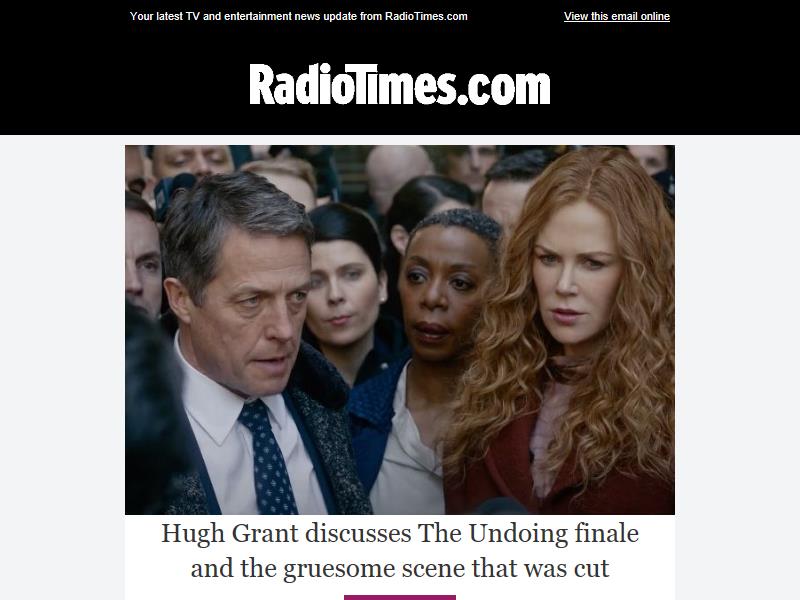 Your latest TV and entertainment news update from RadioTimes.com
View this email online
RadioTimes.com
Hugh Grant discusses The Undoing finale
and the gruesome scene that was cut